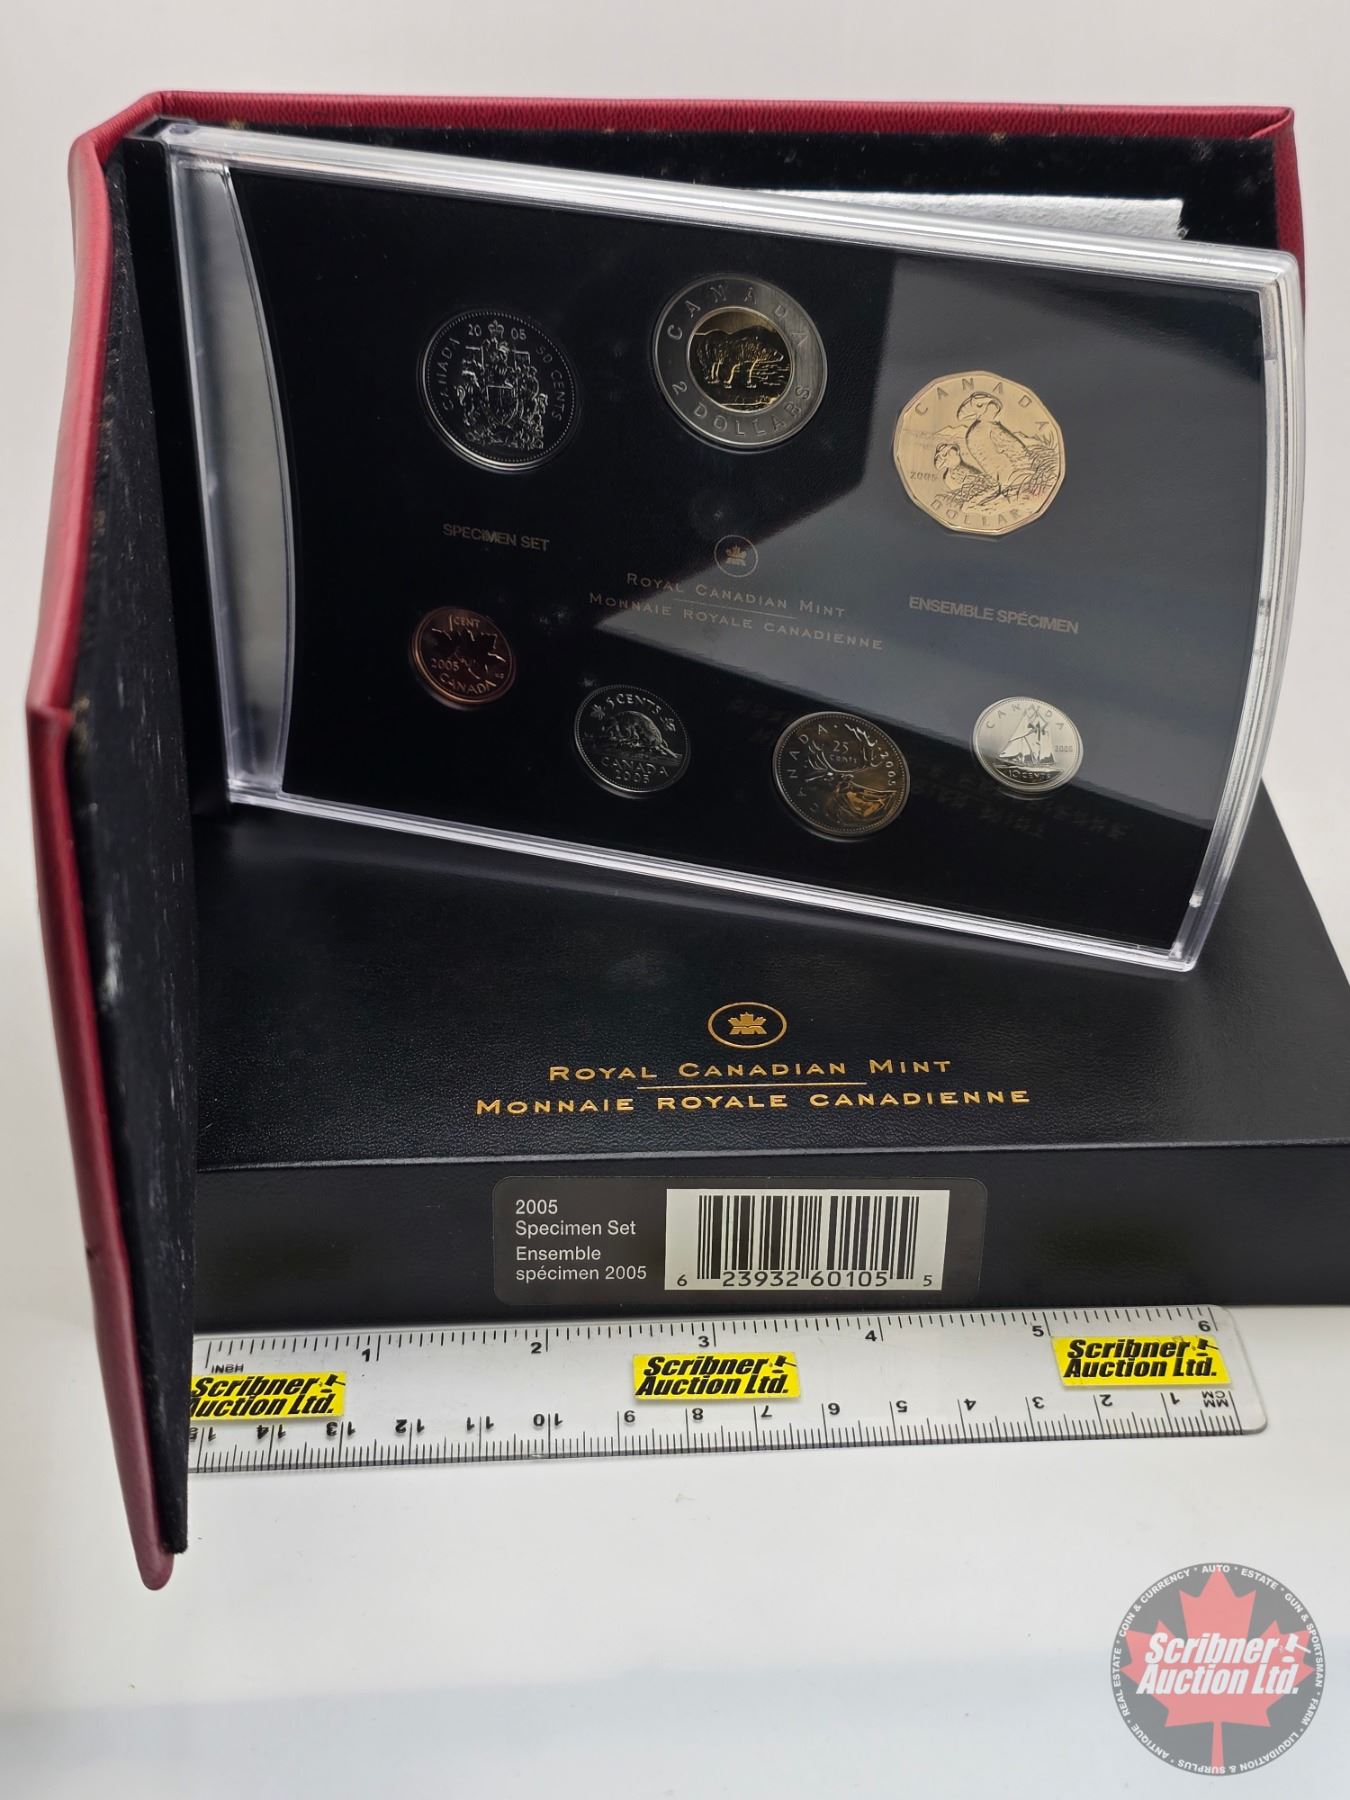 2005
CANADA
50 CENTS
CANADA
2 DOLLARS
CANADA
2005
DOLLAR
SPECIMEN SET
ROYAL CANADIAN MINT
MONNAIE ROYALE CANADIENNE
ENSEMBLE SPÉCIMEN
1 CENT
2005
CANADA
5 CENTS
CANADA
2005
CANADA
25
CENTS
2005
CANADA
2005
10 CENTS
ROYAL CANADIAN MINT
MONNAIE ROYALE CANADIENNE
2005
Specimen Set
Ensemble
spécimen 2005
6 23932 60105 5
INCH
1 2 3 4 5 6
Scribner
Auction Ltd.
Scribner
Auction Ltd.
Scribner
Auction Ltd.
15 14 13 12 11 10 9 8 7 6 5 4 3 2 1 MM
CM
COIN & CURRENCY · AUTO · ESTATE · GUN & SPORTSMAN · FARM · LIQUIDATION & SURPLUS · ANTIQUE · REAL ESTATE ·
Scribner
Auction Ltd.